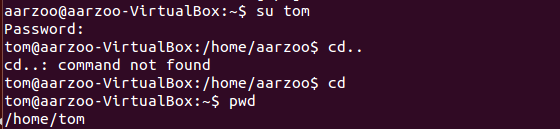 aarzoo@aarzoo-VirtualBox:~$ su tom
Password:
tom@aarzoo-VirtualBox:/home/aarzoo$ cd..
cd..: command not found
tom@aarzoo-VirtualBox:/home/aarzoo$ cd
tom@aarzoo-VirtualBox:~$ pwd
/home/tom